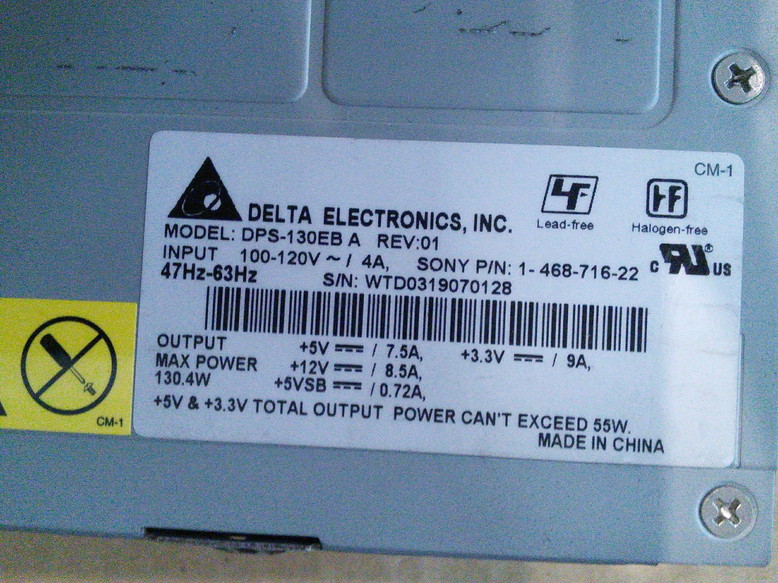 CM-1
LF
HF
Lead-free
Halogen-free
DELTA ELECTRONICS, INC.
MODEL: DPS-130EB A REV:01
INPUT 100-120V ~ / 4A, SONY P/N: 1-468-716-22
C RU ® US
47Hz-63Hz S/N: WTD0319070128
OUTPUT +5V ⎓ / 7.5A, +3.3V ⎓ / 9A,
MAX POWER +12V ⎓ / 8.5A,
130.4W +5VSB ⎓ / 0.72A,
+5V & +3.3V TOTAL OUTPUT POWER CAN'T EXCEED 55W.
MADE IN CHINA
CM-1